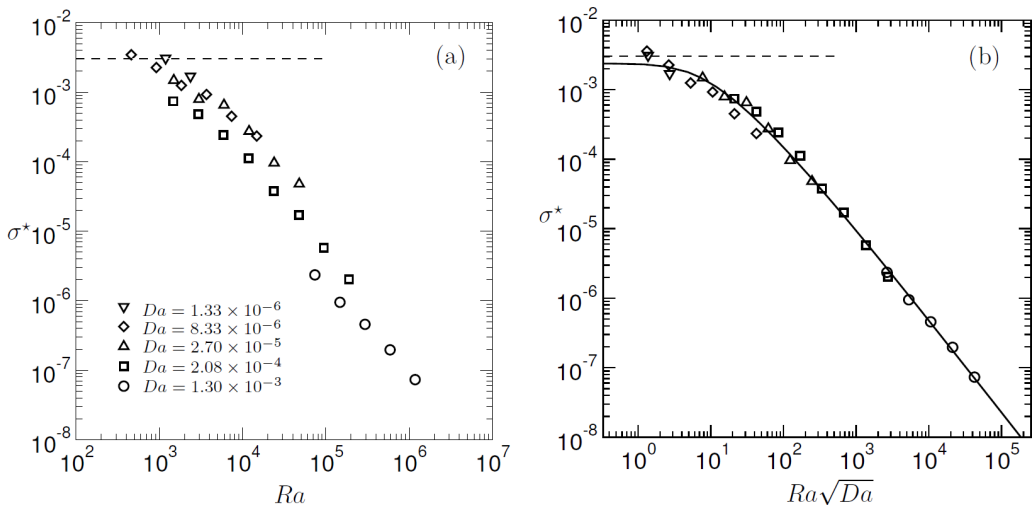 (a)
10^-2
10^-3
10^-4
σ* 10^-5
10^-6
10^-7
10^-8
Da = 1.33 × 10^-6
Da = 8.33 × 10^-6
Da = 2.70 × 10^-5
Da = 2.08 × 10^-4
Da = 1.30 × 10^-3
10^2 10^3 10^4 10^5 10^6 10^7
Ra
(b)
10^-2
10^-3
10^-4
σ* 10^-5
10^-6
10^-7
10^-8
10^0 10^1 10^2 10^3 10^4 10^5
Ra√Da